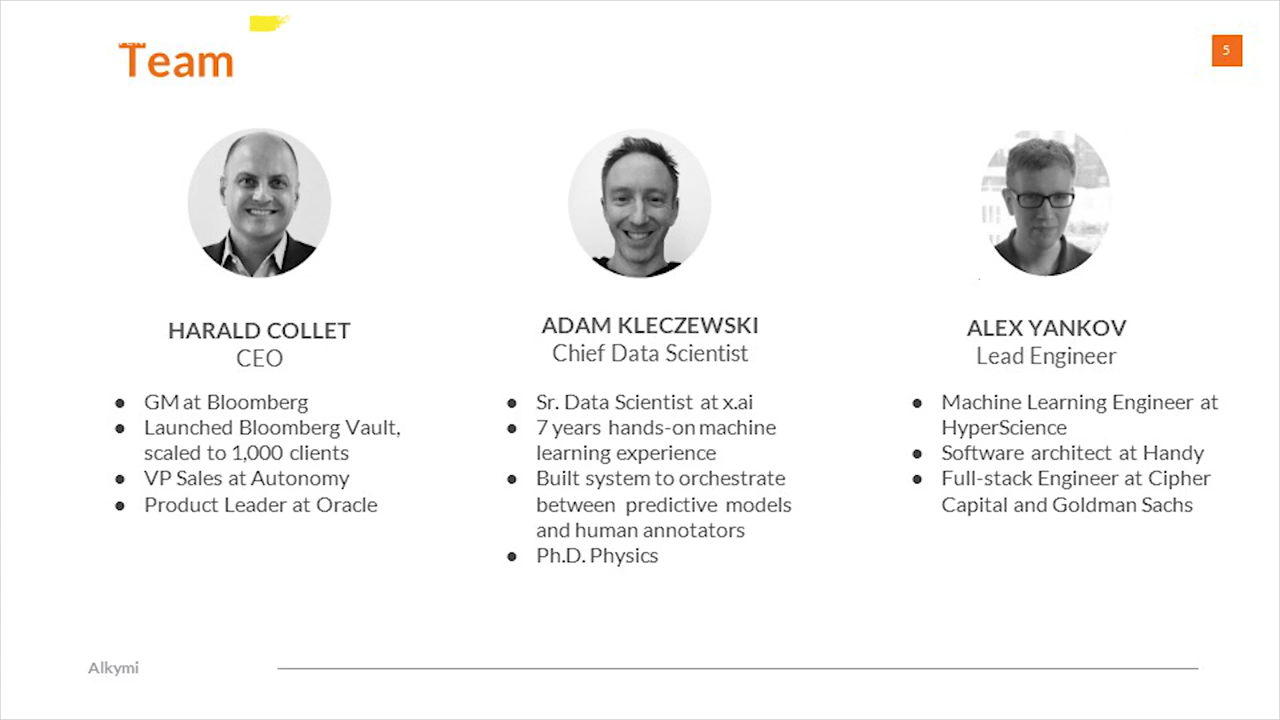 Team
5
HARALD COLLET
CEO
● GM at Bloomberg
● Launched Bloomberg Vault,
scaled to 1,000 clients
● VP Sales at Autonomy
● Product Leader at Oracle
ADAM KLECZEWSKI
Chief Data Scientist
● Sr. Data Scientist at x.ai
● 7 years hands-on machine
learning experience
● Built system to orchestrate
between predictive models
and human annotators
● Ph.D. Physics
ALEX YANKOV
Lead Engineer
● Machine Learning Engineer at
HyperScience
● Software architect at Handy
● Full-stack Engineer at Cipher
Capital and Goldman Sachs
Alkymi